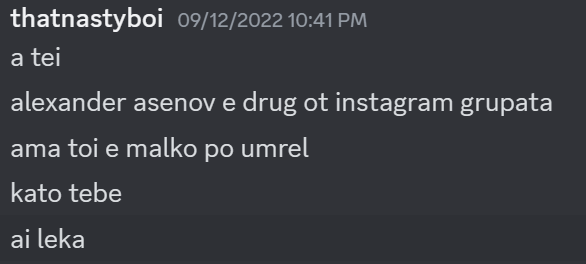 thatnastyboi 09/12/2022 10:41 PM
a tei
alexander asenov e drug ot instagram grupata
ama toi e malko po umrel
kato tebe
ai leka